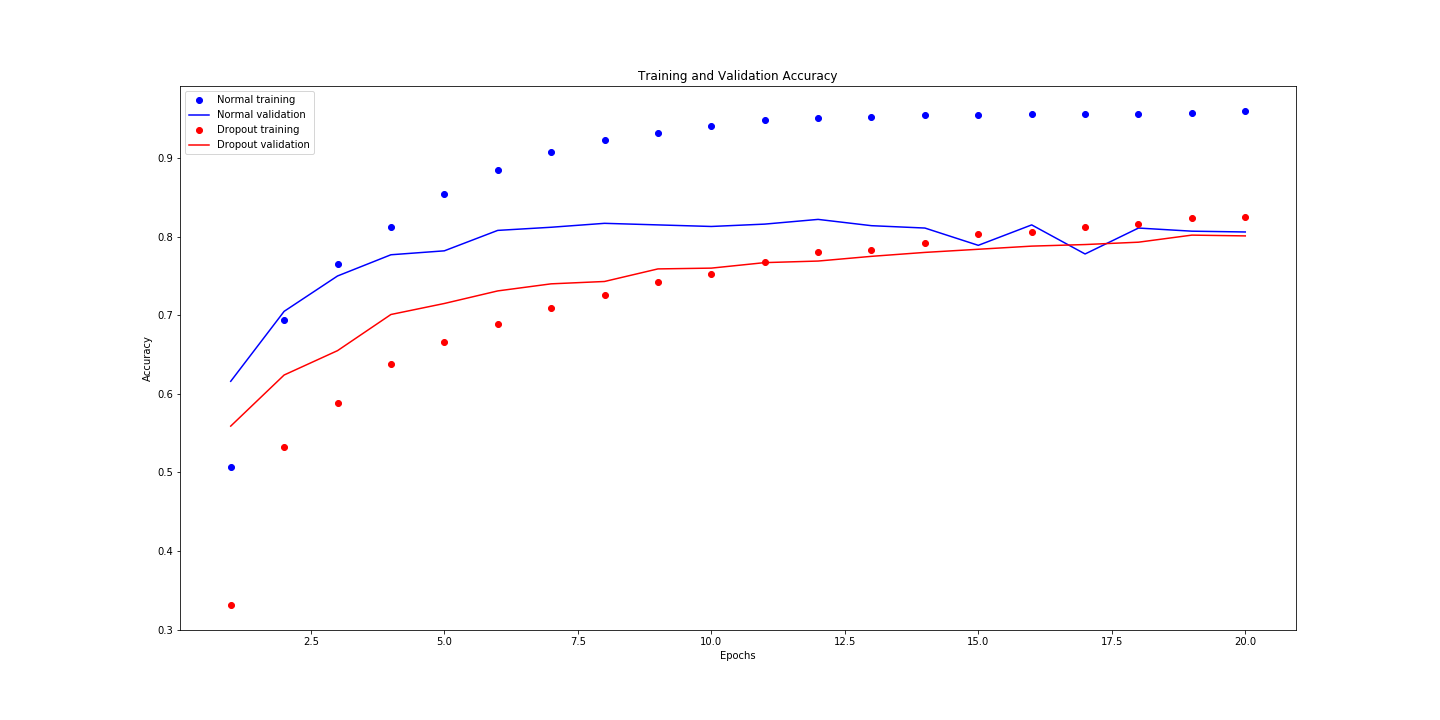 Training and Validation Accuracy
Normal training
Normal validation
Dropout training
Dropout validation
0.9
0.8
0.7
0.6
0.5
0.4
0.3
Accuracy
2.5 5.0 7.5 10.0 12.5 15.0 17.5 20.0
Epochs